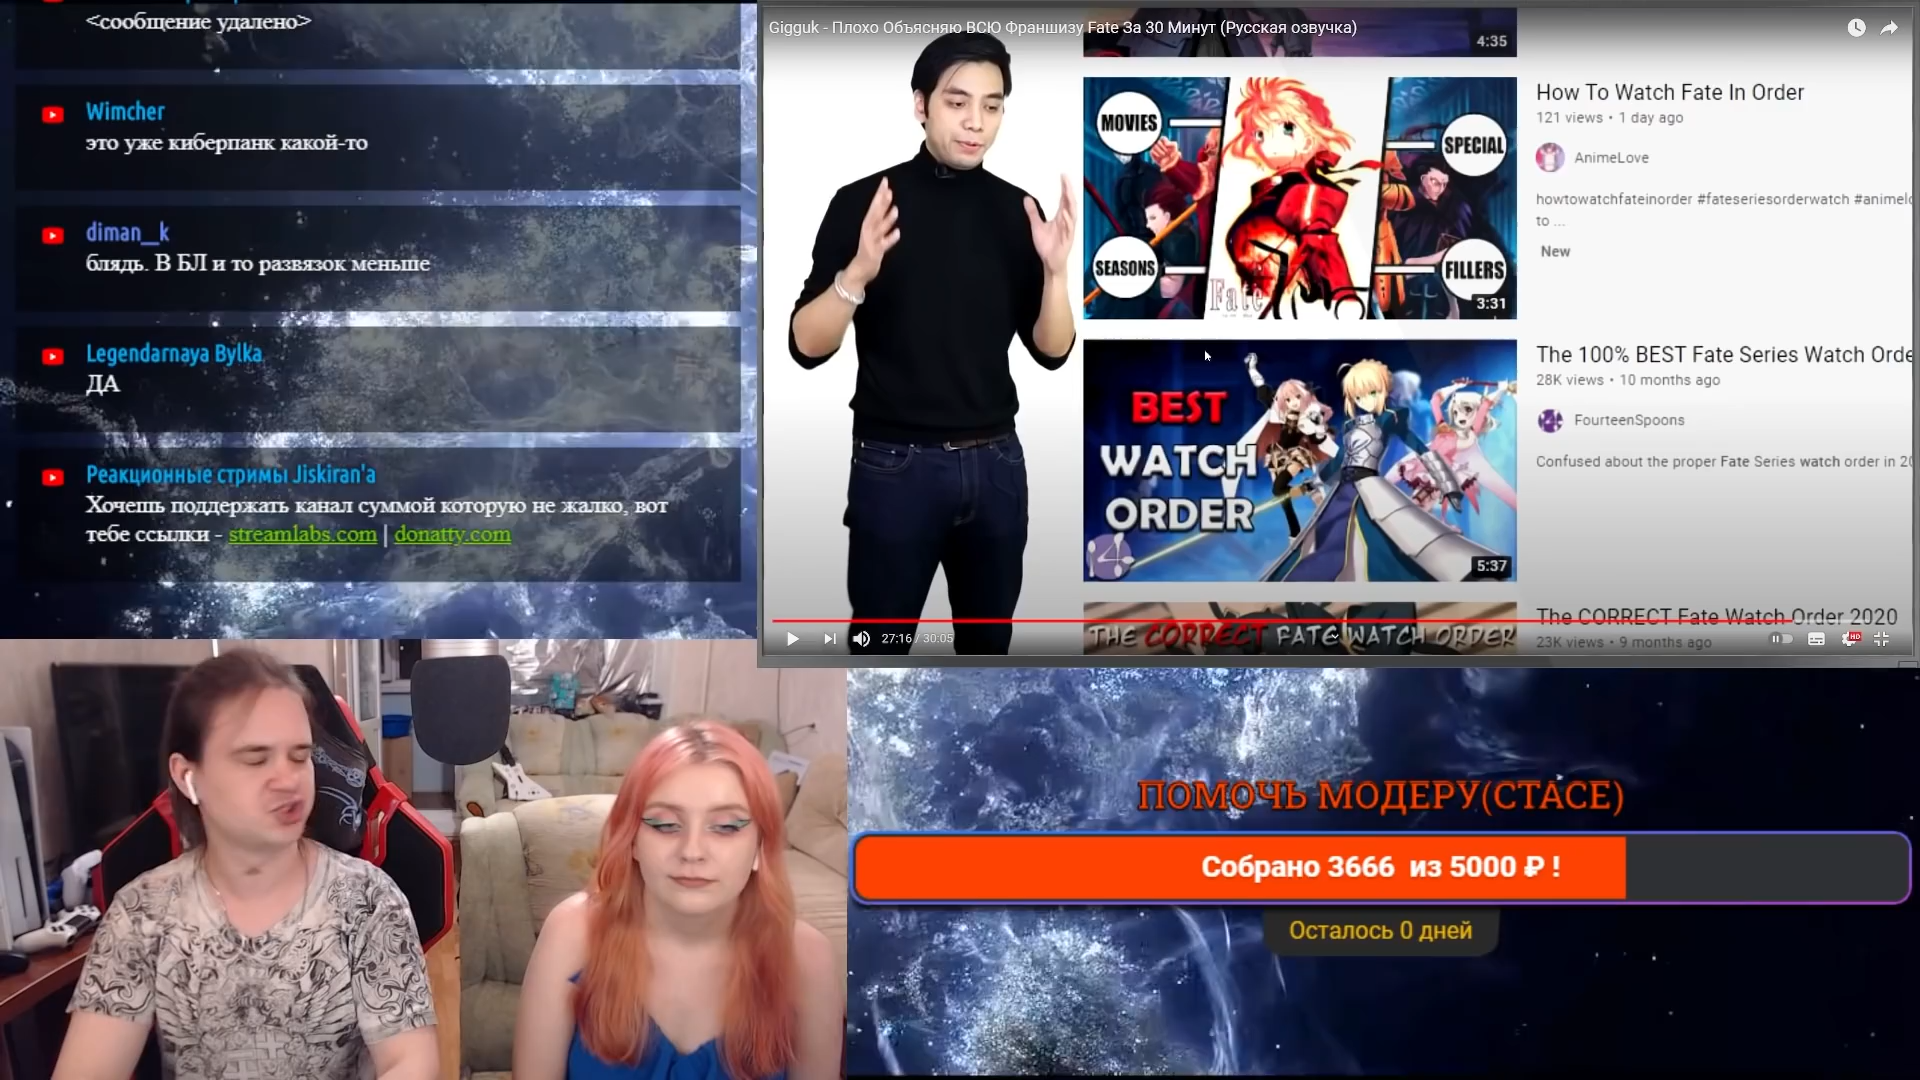 <сообщение удалено>
Wimcher
это уже киберпанк какой-то
diman__k
блядь. В БЛ и то развязок меньше
Legendarnaya Bylka
ДА
Реакционные стримы Jiskiran'a
Хочешь поддержать канал суммой которую не жалко, вот
тебе ссылки - streamlabs.com | donatty.com
Gigguk - Плохо Объясняю ВСЮ Франшизу Fate За 30 Минут (Русская озвучка)
4:35
MOVIES
SPECIAL
SEASONS
FILLERS
Fate
3:31
How To Watch Fate In Order
121 views • 1 day ago
AnimeLove
howtowatchfateinorder #fateseriesorderwatch #animelo
to ...
New
BEST
WATCH
ORDER
5:37
The 100% BEST Fate Series Watch Orde
28K views • 10 months ago
FourteenSpoons
Confused about the proper Fate Series watch order in 20
THE CORRECT FATE WATCH ORDER
The CORRECT Fate Watch Order 2020
23K views • 9 months ago
27:16 / 30:05
HD
ПОМОЧЬ МОДЕРУ(СТАСЕ)
Собрано 3666 из 5000 ₽ !
Осталось 0 дней